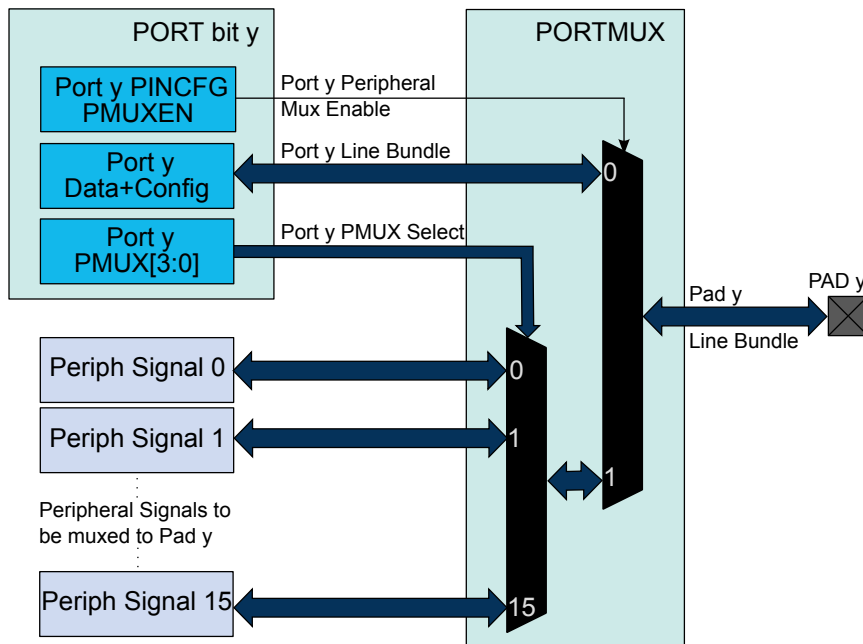 PORT bit y
PORTMUX
Port y PINCFG
PMUXEN
Port y Peripheral
Mux Enable
Port y
Data+Config
Port y Line Bundle
0
Port y
PMUX[3:0]
Port y PMUX Select
Pad y
Line Bundle
PAD y
Periph Signal 0
0
Periph Signal 1
1
1
Peripheral Signals to
be muxed to Pad y
Periph Signal 15
15